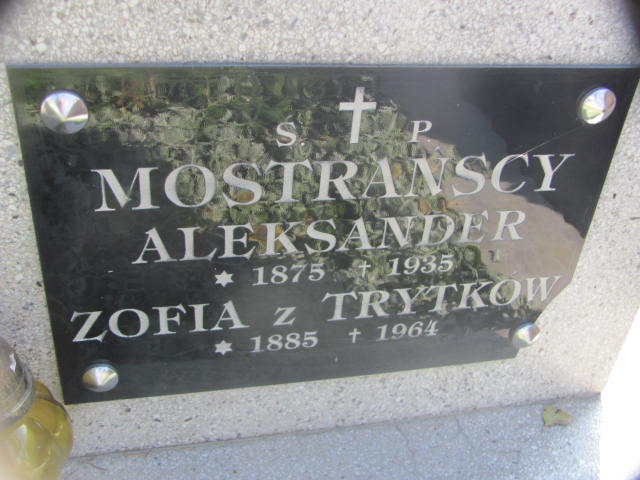 S. † P.
MOSTRAŃSCY
ALEKSANDER
* 1875 † 1935
ZOFIA z TRYTKÓW
* 1885 † 1964